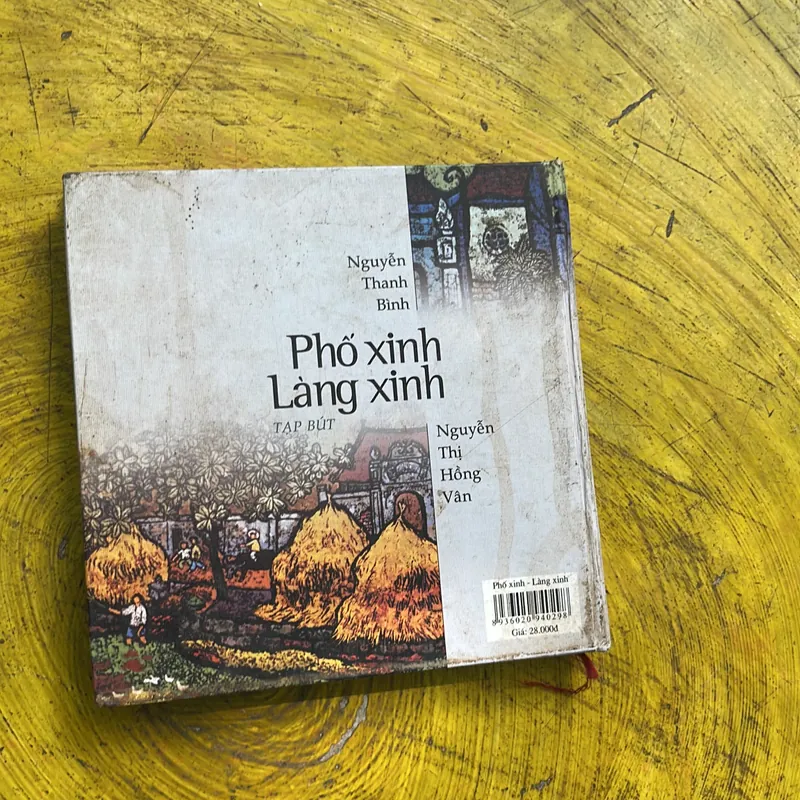 Nguyễn
Thanh
Bình
Phố xinh
Làng xinh
TẠP BÚT
Nguyễn
Thị
Hồng
Vân
Phố xinh - Làng xinh
8936020940298
Giá: 28.000đ